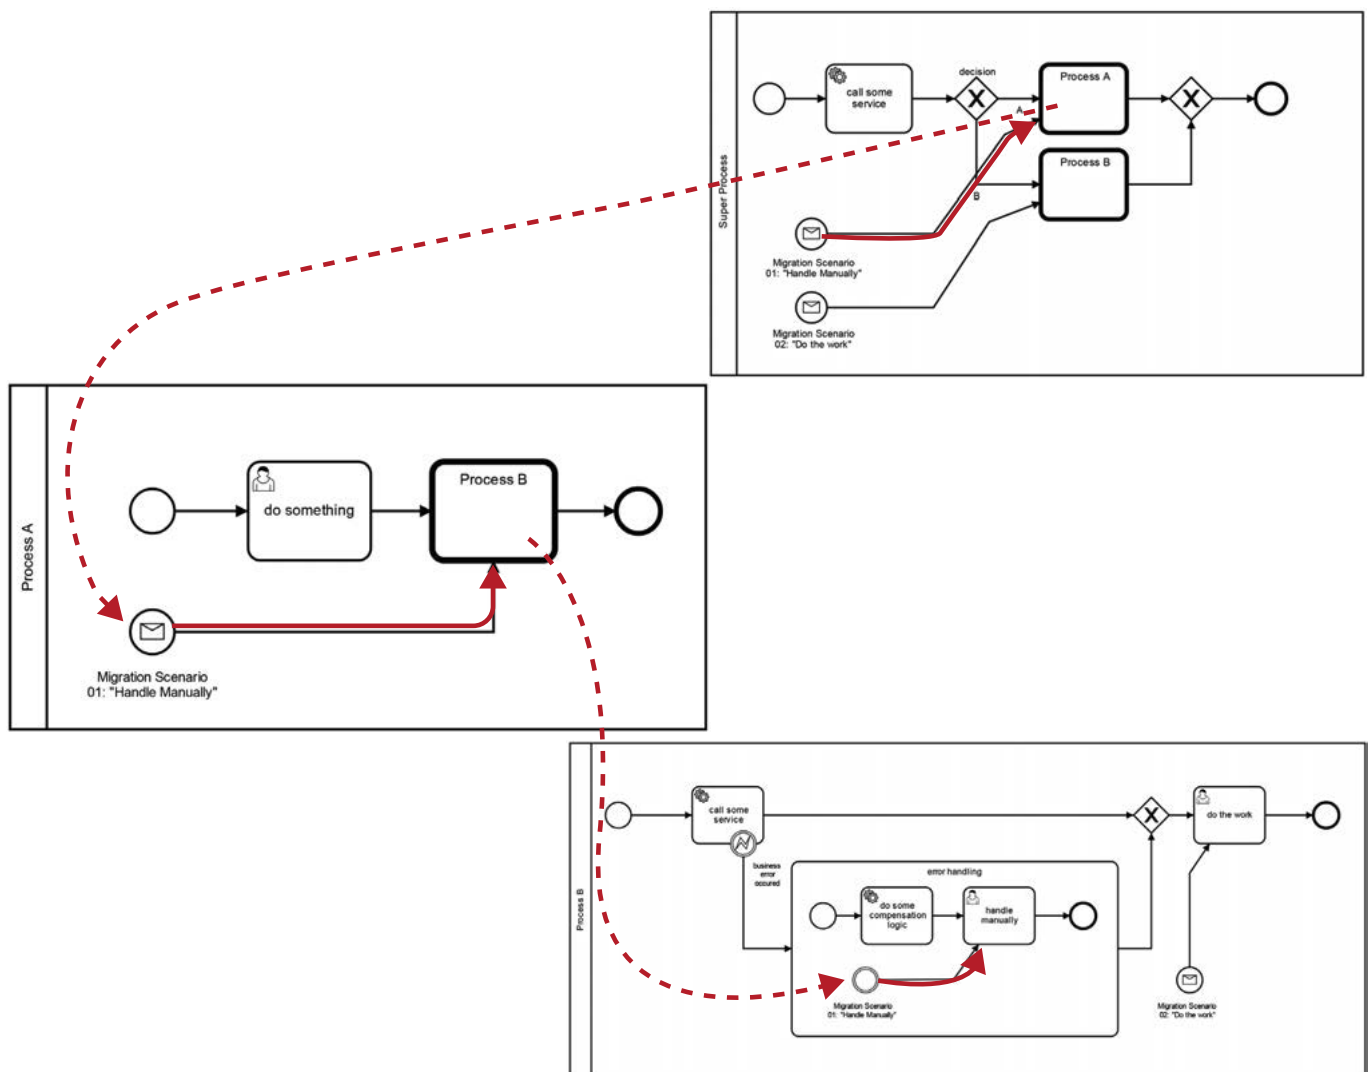 Super Process
call some
service
decision
A
B
Process A
Process B
Migration Scenario
01: "Handle Manually"
Migration Scenario
02: "Do the work"
Process A
do something
Process B
Migration Scenario
01: "Handle Manually"
Process B
call some
service
business
error
occured
error handling
do some
compensation
logic
handle
manually
Migration Scenario
01: "Handle Manually"
do the work
Migration Scenario
02: "Do the work"